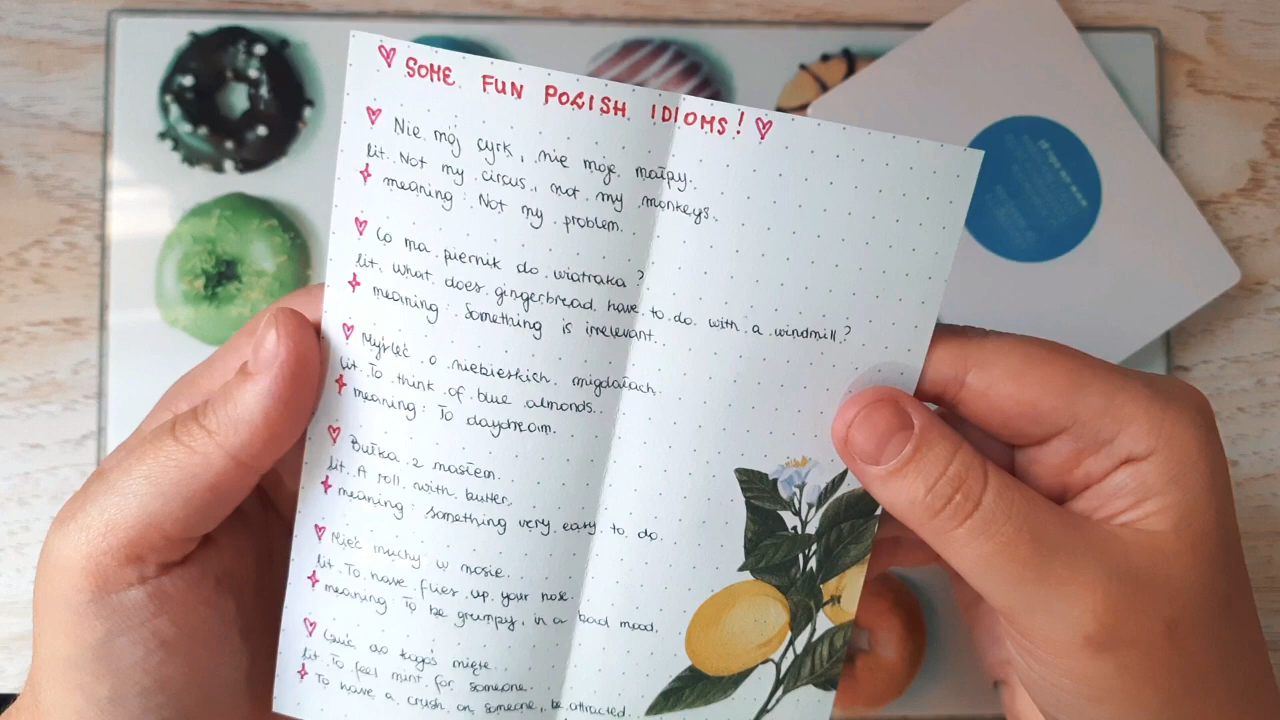 SOME FUN POLISH IDIOMS!
Nie mój cyrk, nie moje małpy.
lit. Not my circus, not my monkeys.
meaning: Not my problem.
Co ma piernik do wiatraka?
lit. What does gingerbread have to do with a windmill?
meaning: Something is irrelevant.
Myśleć o niebieskich migdałach.
lit. To think of blue almonds.
meaning: To daydream.
Bułka z masłem.
lit. A roll with butter.
meaning: something very easy to do.
Mieć muchy w nosie.
lit. To have flies up your nose.
meaning: To be grumpy, in a bad mood.
Czuć do kogoś miętę.
lit. To feel mint for someone.
To have a crush on someone, be attracted.